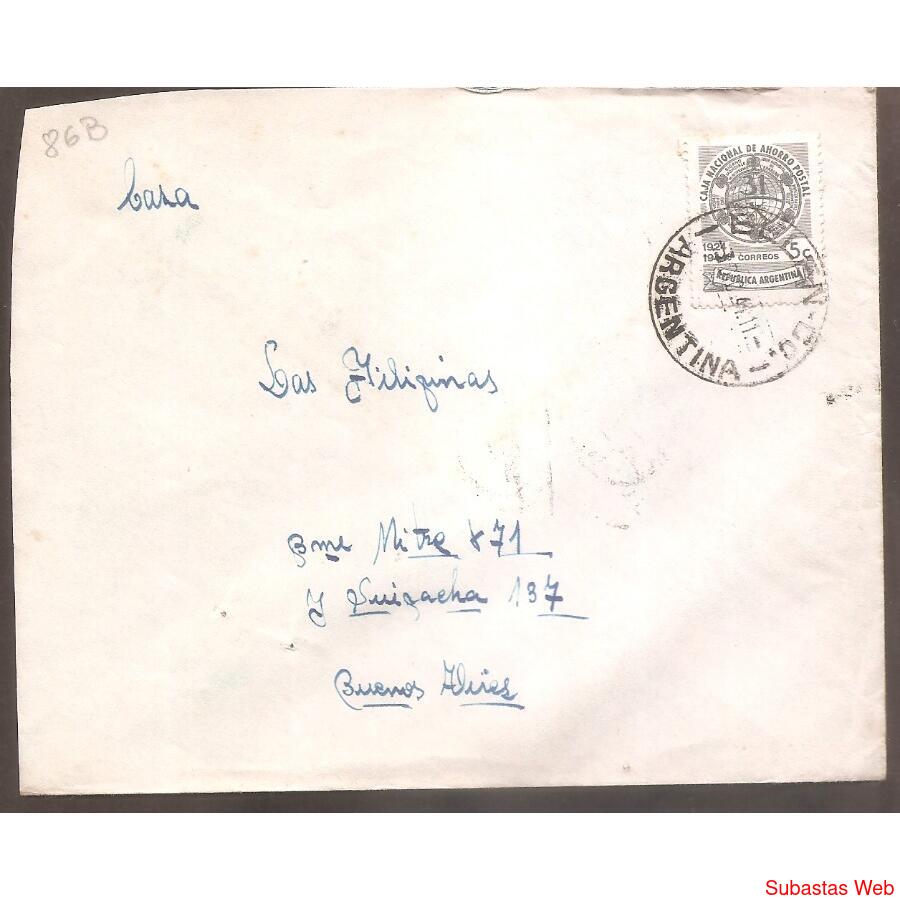 86B
Casa
CAJA NACIONAL DE AHORRO POSTAL
31
1924
CORREOS
5c
REPUBLICA ARGENTINA
ARGENTINA
Las Filipinas
Bme Mitre 871
y Suipacha 137
Buenos Aires
Subastas Web